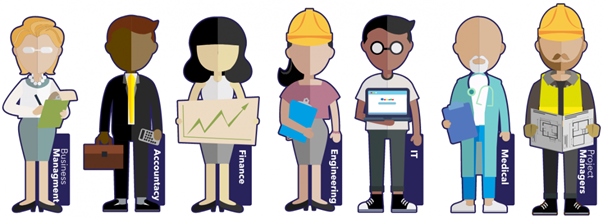 Business
Managment
Accountacy
Finance
Engineering
IT
Medical
Project
Managers